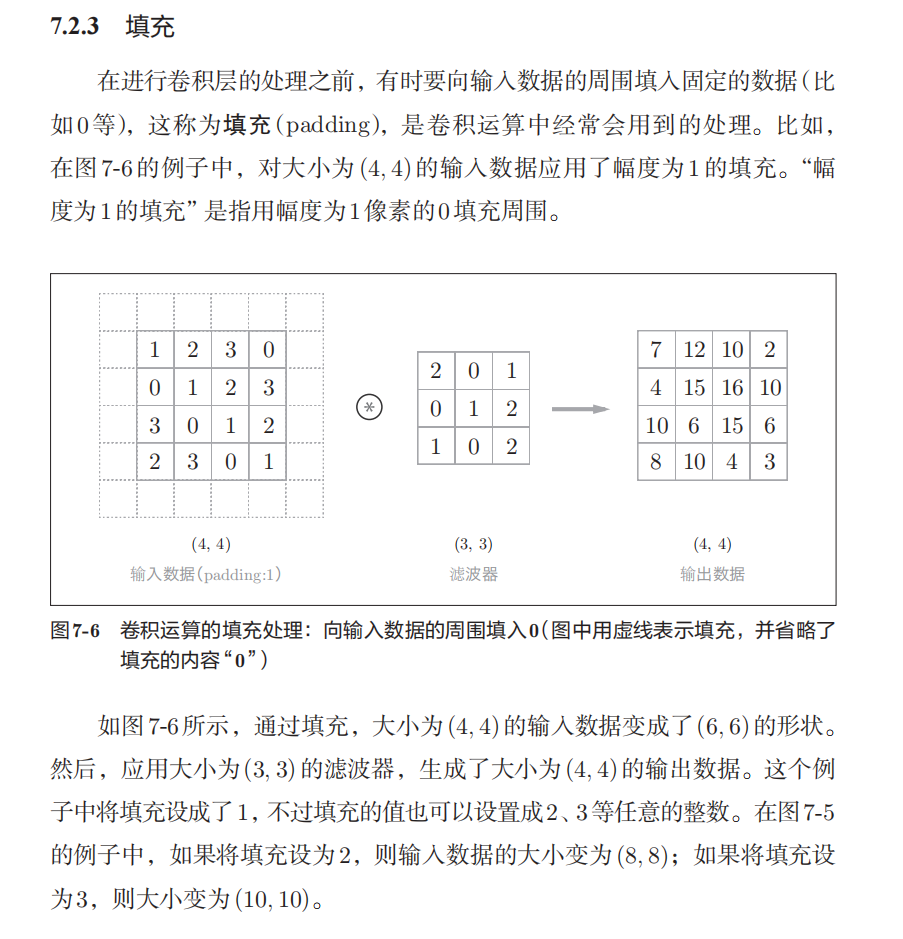 7.2.3 填充
在进行卷积层的处理之前，有时要向输入数据的周围填入固定的数据（比
如0等），这称为填充（padding），是卷积运算中经常会用到的处理。比如，
在图7-6的例子中，对大小为(4, 4)的输入数据应用了幅度为1的填充。“幅
度为1的填充”是指用幅度为1像素的0填充周围。
1 2 3 0
0 1 2 3
3 0 1 2
2 3 0 1
(4, 4)
输入数据（padding:1）
*
2 0 1
0 1 2
1 0 2
(3, 3)
滤波器
7 12 10 2
4 15 16 10
10 6 15 6
8 10 4 3
(4, 4)
输出数据
图7-6 卷积运算的填充处理：向输入数据的周围填入0（图中用虚线表示填充，并省略了
填充的内容“0”）
如图7-6所示，通过填充，大小为(4, 4)的输入数据变成了(6, 6)的形状。
然后，应用大小为(3, 3)的滤波器，生成了大小为(4, 4)的输出数据。这个例
子中将填充设成了1，不过填充的值也可以设置成2、3等任意的整数。在图7-5
的例子中，如果将填充设为2，则输入数据的大小变为(8, 8)；如果将填充设
为3，则大小变为(10, 10)。